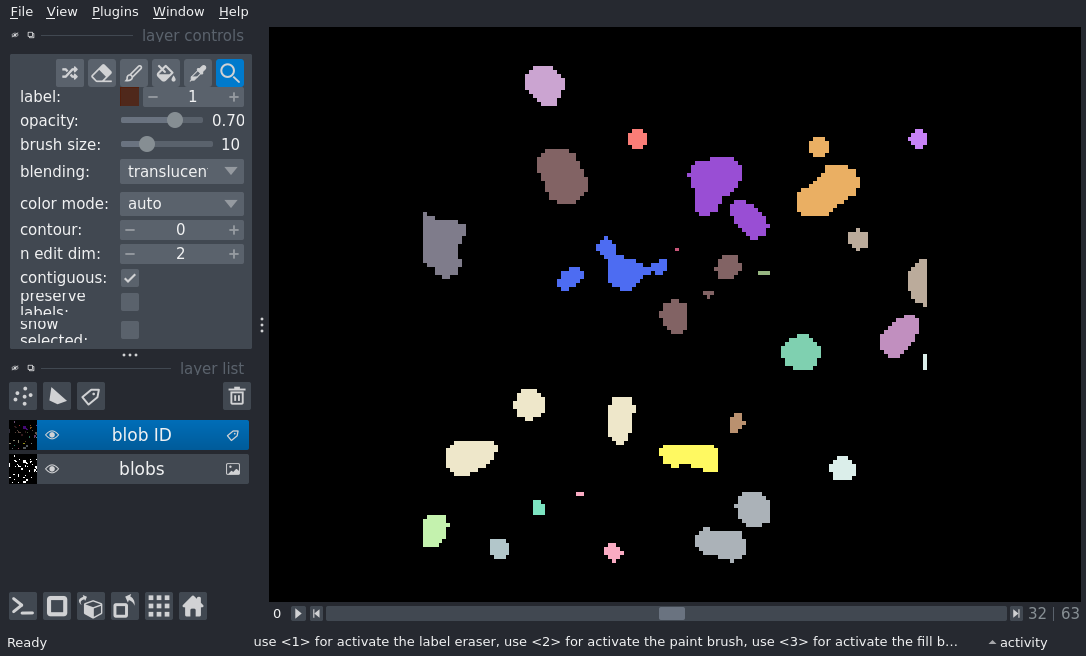 File View Plugins Window Help
layer controls
label: 1
opacity: 0.70
brush size: 10
blending: translucen
color mode: auto
contour: 0
n edit dim: 2
contiguous:
preserve
labels:
show
selected:
layer list
blob ID
blobs
0 32 | 63
Ready use <1> for activate the label eraser, use <2> for activate the paint brush, use <3> for activate the fill b... activity